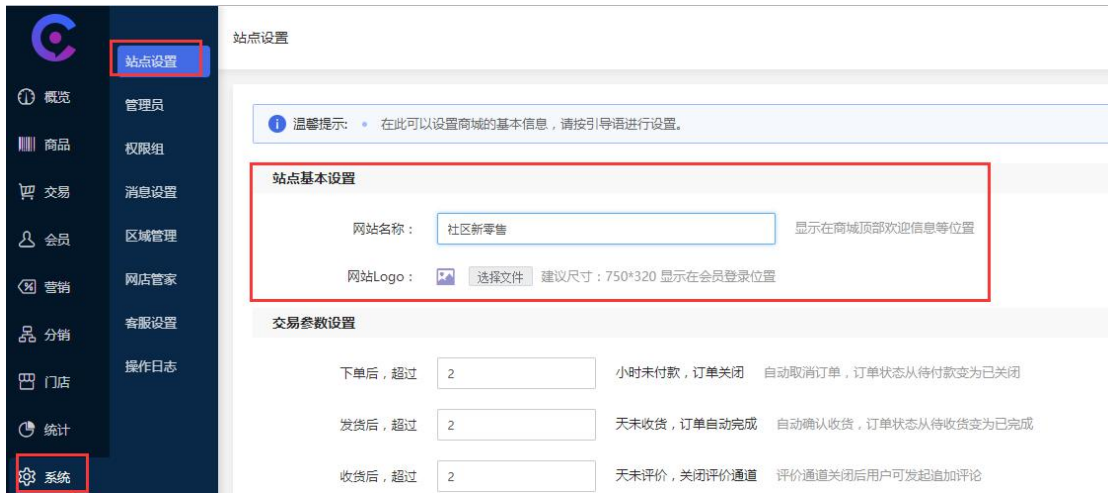 站点设置
概览
商品
交易
会员
营销
分销
门店
统计
系统
站点设置
管理员
权限组
消息设置
区域管理
网店管家
客服设置
操作日志
温馨提示: 在此可以设置商城的基本信息，请按引导语进行设置。
站点基本设置
网站名称： 社区新零售 显示在商城顶部欢迎信息等位置
网站Logo： 选择文件 建议尺寸：750*320 显示在会员登录位置
交易参数设置
下单后，超过 2 小时未付款，订单关闭 自动取消订单，订单状态从待付款变为已关闭
发货后，超过 2 天未收货，订单自动完成 自动确认收货，订单状态从待收货变为已完成
收货后，超过 2 天未评价，关闭评价通道 评价通道关闭后用户可发起追加评论